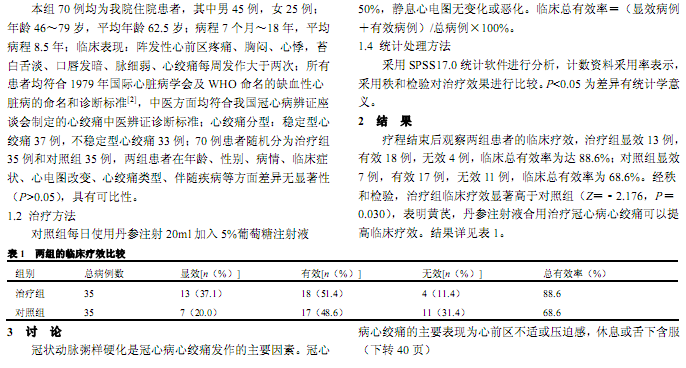 本组 70 例均为我院住院患者，其中男 45 例，女 25 例；
年龄 46～79 岁，平均年龄 62.5 岁；病程 7 个月～18 年，平均
病程 8.5 年；临床表现：阵发性心前区疼痛、胸闷、心悸，苔
白舌淡、口唇发暗、脉细弱、心绞痛每周发作大于两次；所有
患者均符合 1979 年国际心脏病学会及 WHO 命名的缺血性心
脏病的命名和诊断标准[2]，中医方面均符合我国冠心病辨证座
谈会制定的心绞痛中医辨证诊断标准；心绞痛分型：稳定型心
绞痛 37 例，不稳定型心绞痛 33 例；70 例患者随机分为治疗组
35 例和对照组 35 例，两组患者在年龄、性别、病情、临床症
状、心电图改变、心绞痛类型、伴随疾病等方面差异无显著性
（P>0.05），具有可比性。
1.2 治疗方法
对照组每日使用丹参注射 20ml 加入 5%葡萄糖注射液
50%，静息心电图无变化或恶化。临床总有效率＝（显效病例
＋有效病例）/总病例×100%。
1.4 统计处理方法
采用 SPSS17.0 统计软件进行分析，计数资料采用率表示，
采用秩和检验对治疗效果进行比较。P<0.05 为差异有统计学意
义。
2 结 果
疗程结束后观察两组患者的临床疗效，治疗组显效 13 例，
有效 18 例，无效 4 例，临床总有效率为达 88.6%；对照组显效
7 例，有效 17 例，无效 11 例，临床总有效率为 68.6%。经秩
和检验，治疗组临床疗效显著高于对照组（Z=－2.176，P＝
0.030），表明黄芪，丹参注射液合用治疗冠心病心绞痛可以提
高临床疗效。结果详见表 1。
表 1 两组的临床疗效比较
组别 总病例数 显效[n（%）] 有效[n（%）] 无效[n（%）] 总有效率（%）
治疗组 35 13（37.1） 18（51.4） 4（11.4） 88.6
对照组 35 7（20.0） 17（48.6） 11（31.4） 68.6
3 讨 论
冠状动脉粥样硬化是冠心病心绞痛发作的主要因素。冠心
病心绞痛的主要表现为心前区不适或压迫感，休息或舌下含服
（下转 40 页）